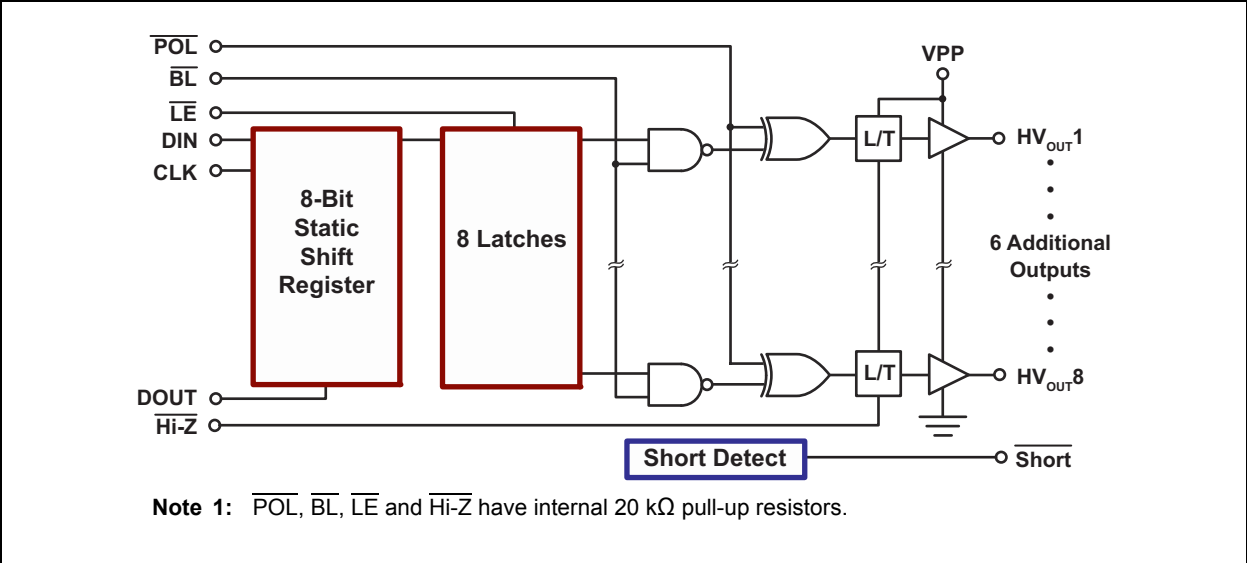 POL
BL
LE
DIN
CLK
8-Bit
Static
Shift
Register
8 Latches
VPP
L/T
HVOUT1
6 Additional
Outputs
L/T
HVOUT8
DOUT
Hi-Z
Short Detect
Short
Note 1: POL, BL, LE and Hi-Z have internal 20 kΩ pull-up resistors.